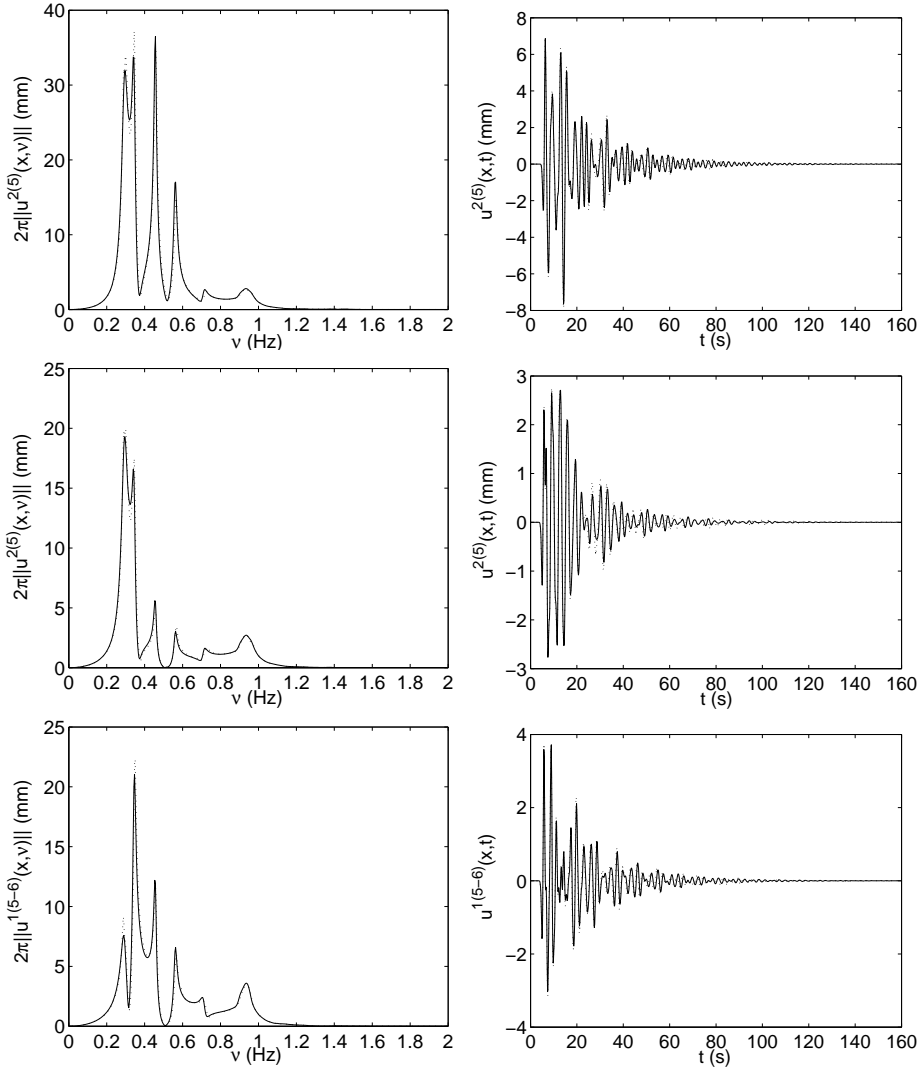 2π||u^2(5)(x,ν)|| (mm)
40
30
20
10
0
0 0.2 0.4 0.6 0.8 1 1.2 1.4 1.6 1.8 2
ν (Hz)
u^2(5)(x,t) (mm)
8
6
4
2
0
−2
−4
−6
−8
0 20 40 60 80 100 120 140 160
t (s)
2π||u^2(5)(x,ν)|| (mm)
25
20
15
10
5
0
0 0.2 0.4 0.6 0.8 1 1.2 1.4 1.6 1.8 2
ν (Hz)
u^2(5)(x,t) (mm)
3
2
1
0
−1
−2
−3
0 20 40 60 80 100 120 140 160
t (s)
2π||u^1(5−6)(x,ν)|| (mm)
25
20
15
10
5
0
0 0.2 0.4 0.6 0.8 1 1.2 1.4 1.6 1.8 2
ν (Hz)
u^1(5−6)(x,t)
4
2
0
−2
−4
0 20 40 60 80 100 120 140 160
t (s)